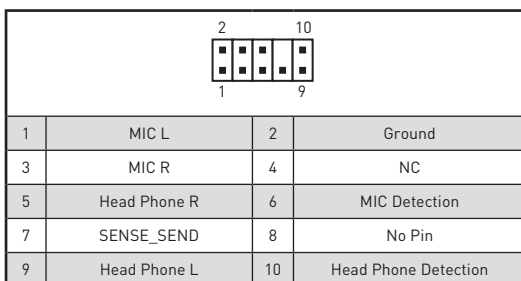 2 10
1 9
1 MIC L 2 Ground
3 MIC R 4 NC
5 Head Phone R 6 MIC Detection
7 SENSE_SEND 8 No Pin
9 Head Phone L 10 Head Phone Detection